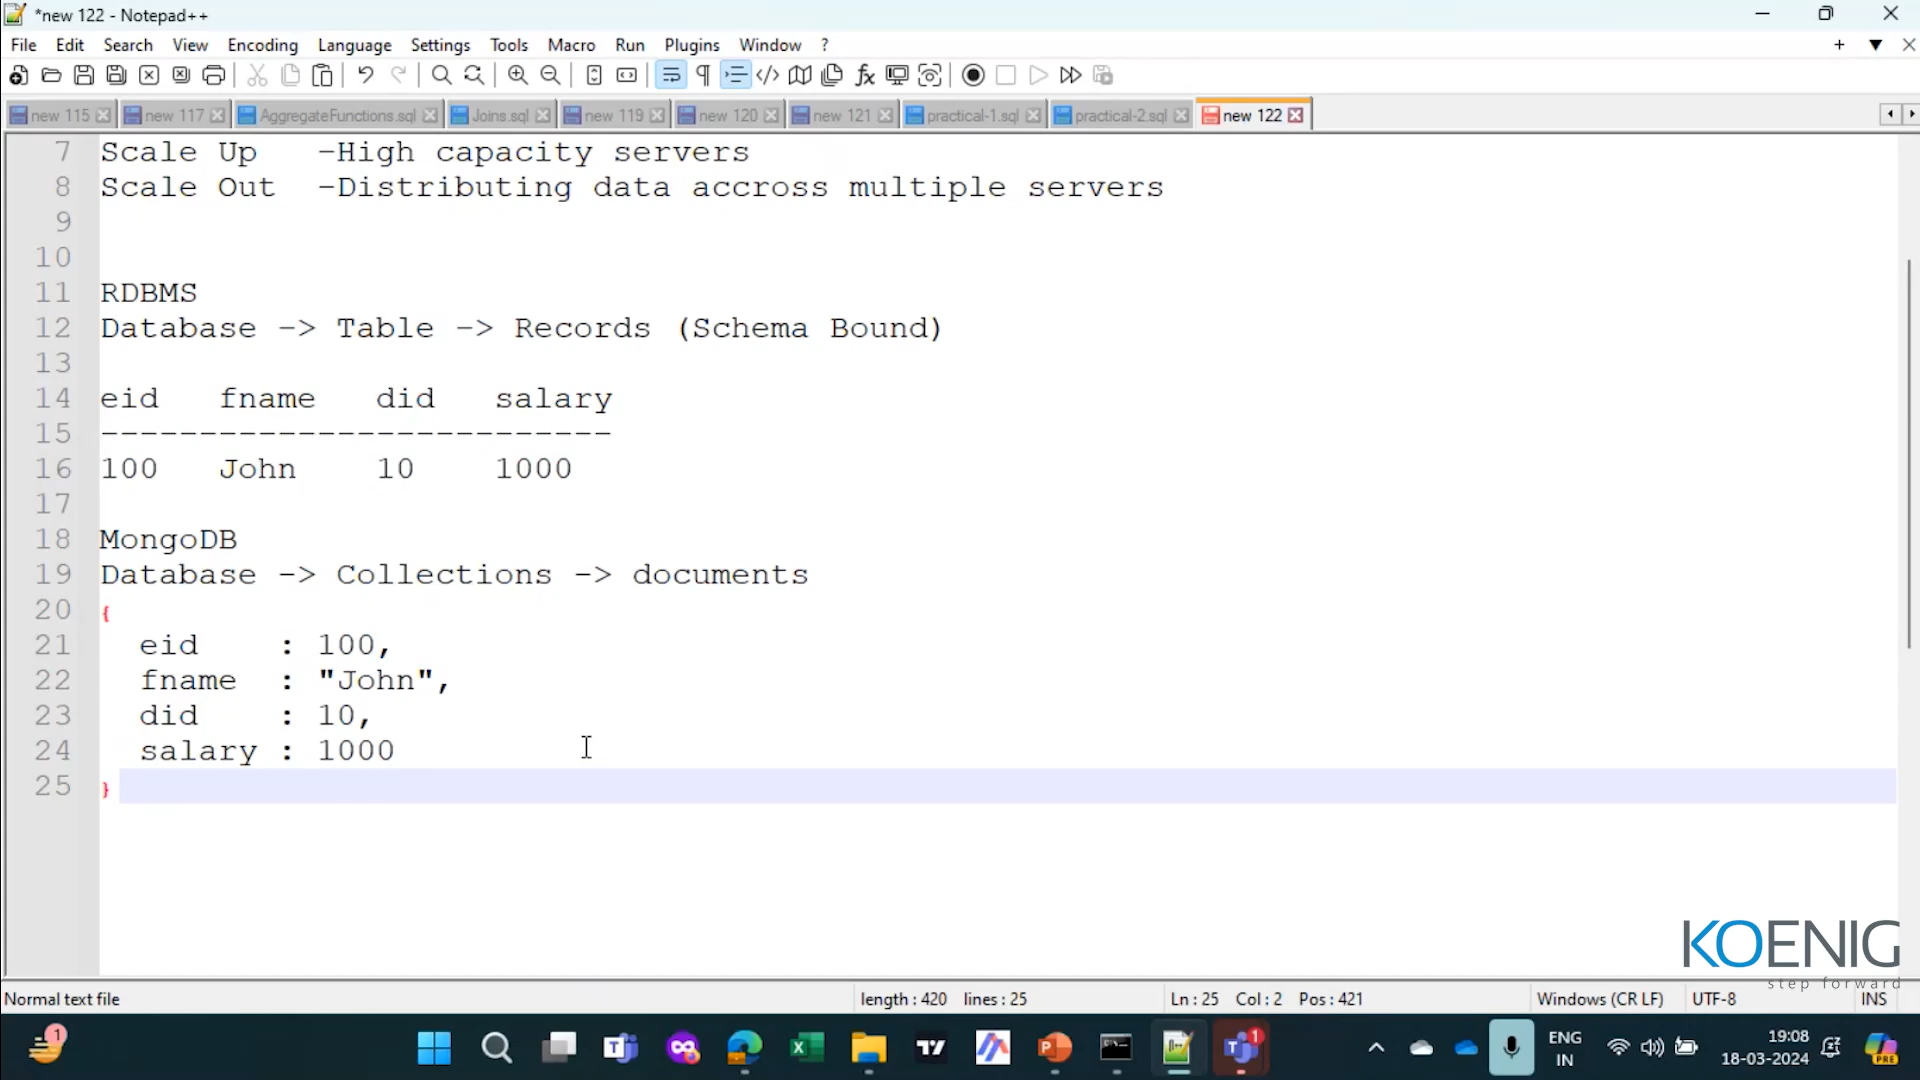 *new 122 - Notepad++
File Edit Search View Encoding Language Settings Tools Macro Run Plugins Window ?
new 115 new 117 AggregateFunctions.sql Joins.sql new 119 new 120 new 121 practical-1.sql practical-2.sql new 122
7 Scale Up -High capacity servers
8 Scale Out -Distributing data accross multiple servers
9
10
11 RDBMS
12 Database -> Table -> Records (Schema Bound)
13
14 eid fname did salary
15 --------------------------
16 100 John 10 1000
17
18 MongoDB
19 Database -> Collections -> documents
20 {
21 eid : 100,
22 fname : "John",
23 did : 10,
24 salary : 1000
25 }
KOENIG
step forward
Normal text file length : 420 lines : 25 Ln : 25 Col : 2 Pos : 421 Windows (CR LF) UTF-8 INS
1 1 ENG 19:08
IN 18-03-2024 PRE